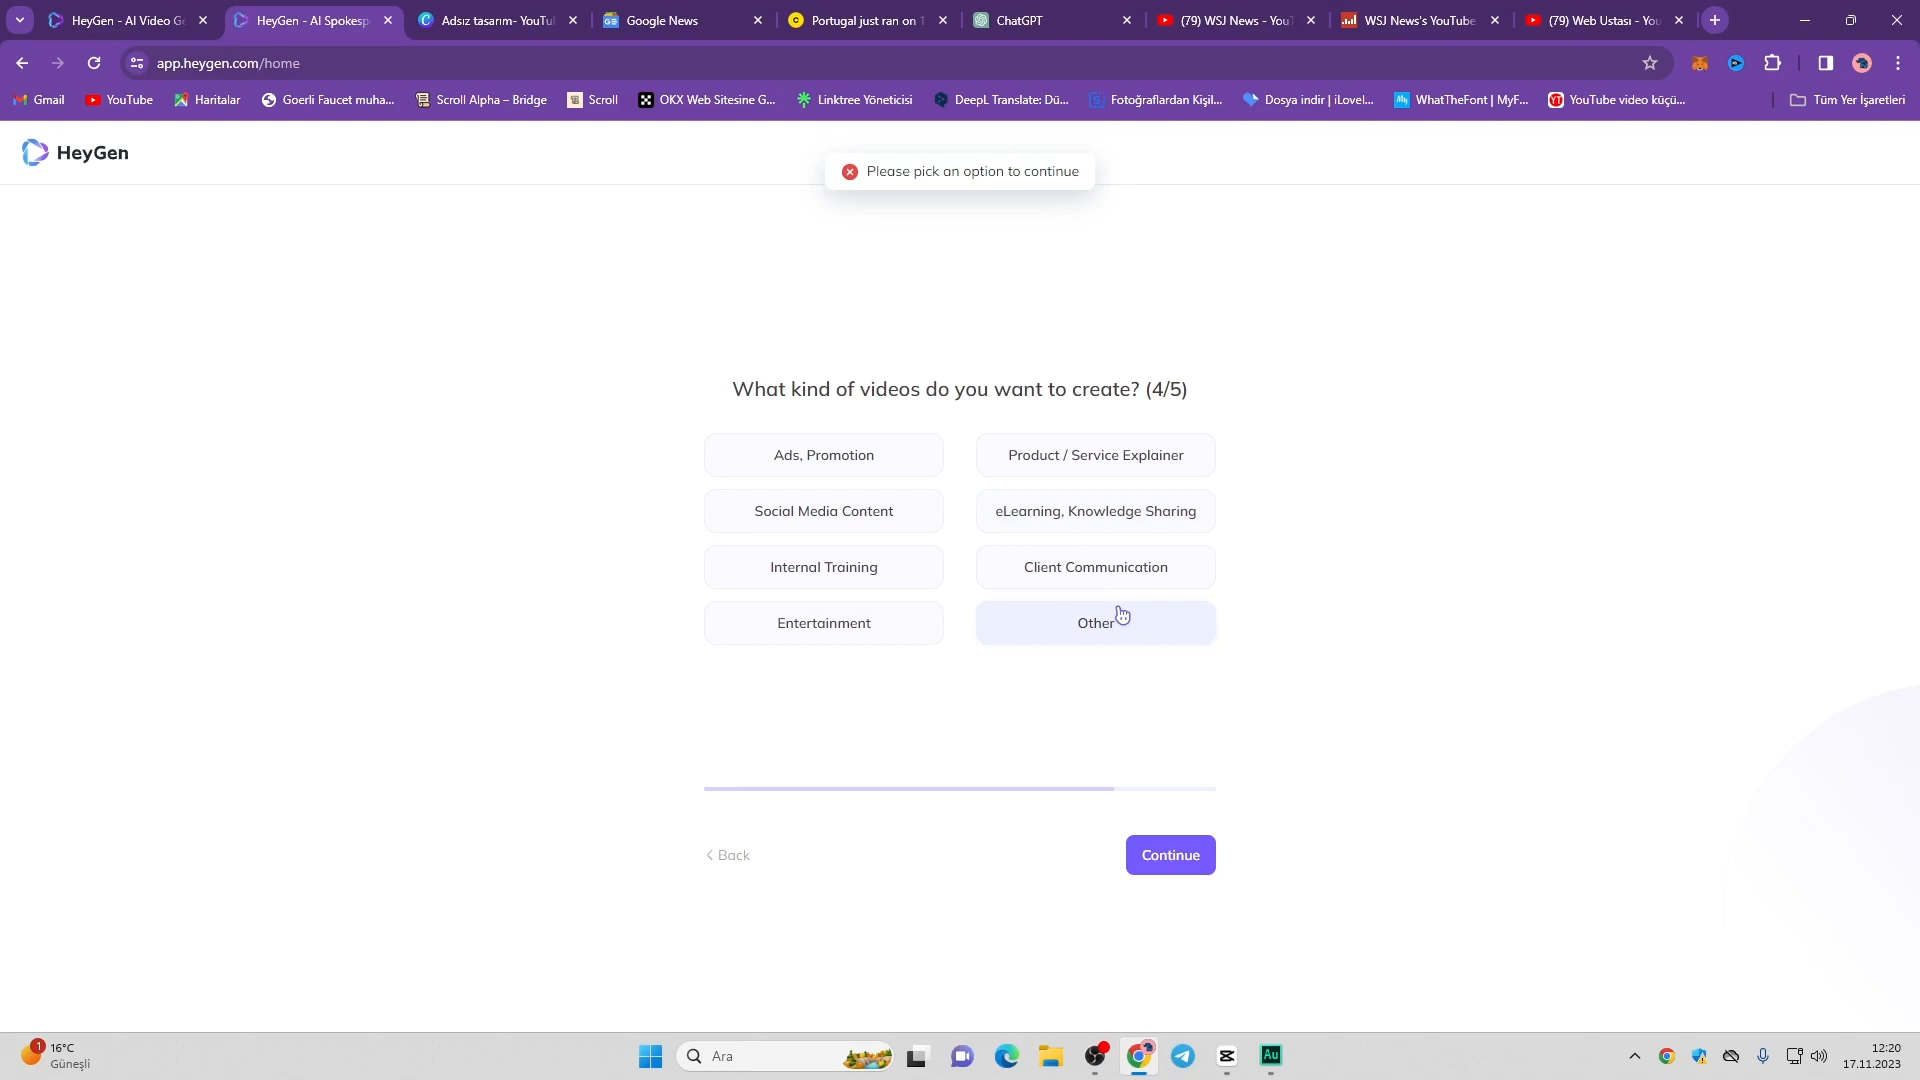 HeyGen - AI Video Ge
HeyGen - AI Spokesp
Adsız tasarım- YouTu
Google News
Portugal just ran on 1
ChatGPT
(79) WSJ News - YouT
WSJ News's YouTube
(79) Web Ustası - You
app.heygen.com/home
Gmail
YouTube
Haritalar
Goerli Faucet muha...
Scroll Alpha – Bridge
Scroll
OKX Web Sitesine G...
Linktree Yöneticisi
DeepL Translate: Dü...
Fotoğraflardan Kişil...
Dosya indir | iLovel...
WhatTheFont | MyF...
YouTube video küçü...
Tüm Yer İşaretleri
HeyGen
Please pick an option to continue
What kind of videos do you want to create? (4/5)
Ads, Promotion
Product / Service Explainer
Social Media Content
eLearning, Knowledge Sharing
Internal Training
Client Communication
Entertainment
Other
< Back
Continue
1
16°C
Güneşli
Ara
Au
12:20
17.11.2023